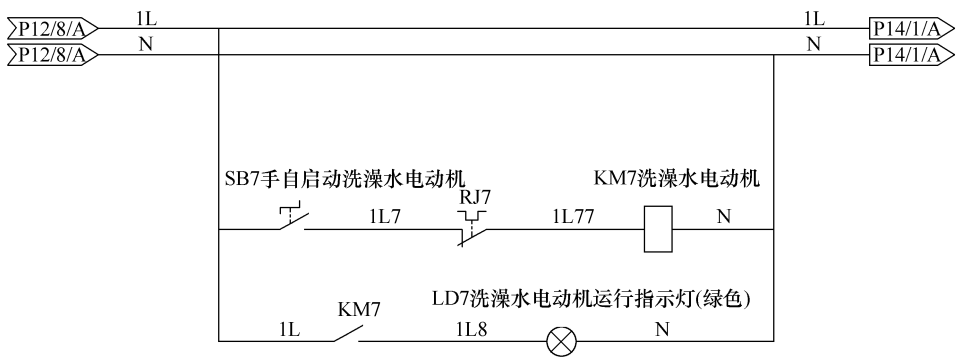 P12/8/A 1L 1L P14/1/A
P12/8/A N N P14/1/A
SB7手自启动洗澡水电动机 KM7洗澡水电动机
RJ7
1L7 1L77 N
LD7洗澡水电动机运行指示灯(绿色)
KM7
1L 1L8 N